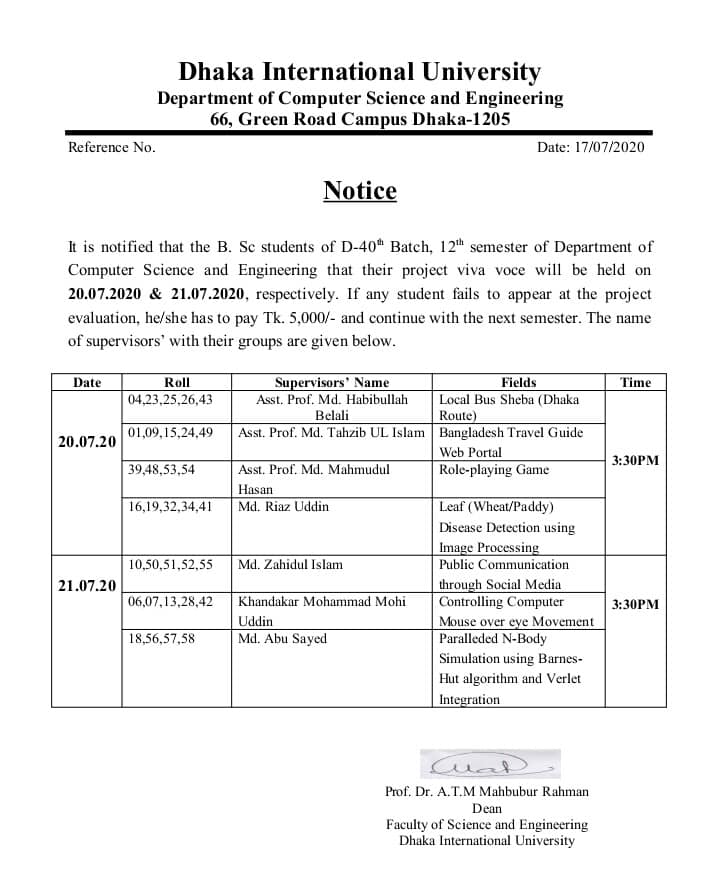 Dhaka International University
Department of Computer Science and Engineering
66, Green Road Campus Dhaka-1205
Reference No. Date: 17/07/2020
Notice
It is notified that the B. Sc students of D-40th Batch, 12th semester of Department of
Computer Science and Engineering that their project viva voce will be held on
20.07.2020 & 21.07.2020, respectively. If any student fails to appear at the project
evaluation, he/she has to pay Tk. 5,000/- and continue with the next semester. The name
of supervisors’ with their groups are given below.
Date Roll Supervisors’ Name Fields Time
20.07.20
04,23,25,26,43 Asst. Prof. Md. Habibullah Local Bus Sheba (Dhaka
Belali Route)
01,09,15,24,49 Asst. Prof. Md. Tahzib UL Islam Bangladesh Travel Guide
Web Portal
3:30PM
39,48,53,54 Asst. Prof. Md. Mahmudul Role-playing Game
Hasan
16,19,32,34,41 Md. Riaz Uddin Leaf (Wheat/Paddy)
Disease Detection using
Image Processing
21.07.20
10,50,51,52,55 Md. Zahidul Islam Public Communication
through Social Media
06,07,13,28,42 Khandakar Mohammad Mohi Controlling Computer
3:30PM
Uddin Mouse over eye Movement
18,56,57,58 Md. Abu Sayed Paralleded N-Body
Simulation using Barnes-
Hut algorithm and Verlet
Integration
Prof. Dr. A.T.M Mahbubur Rahman
Dean
Faculty of Science and Engineering
Dhaka International University